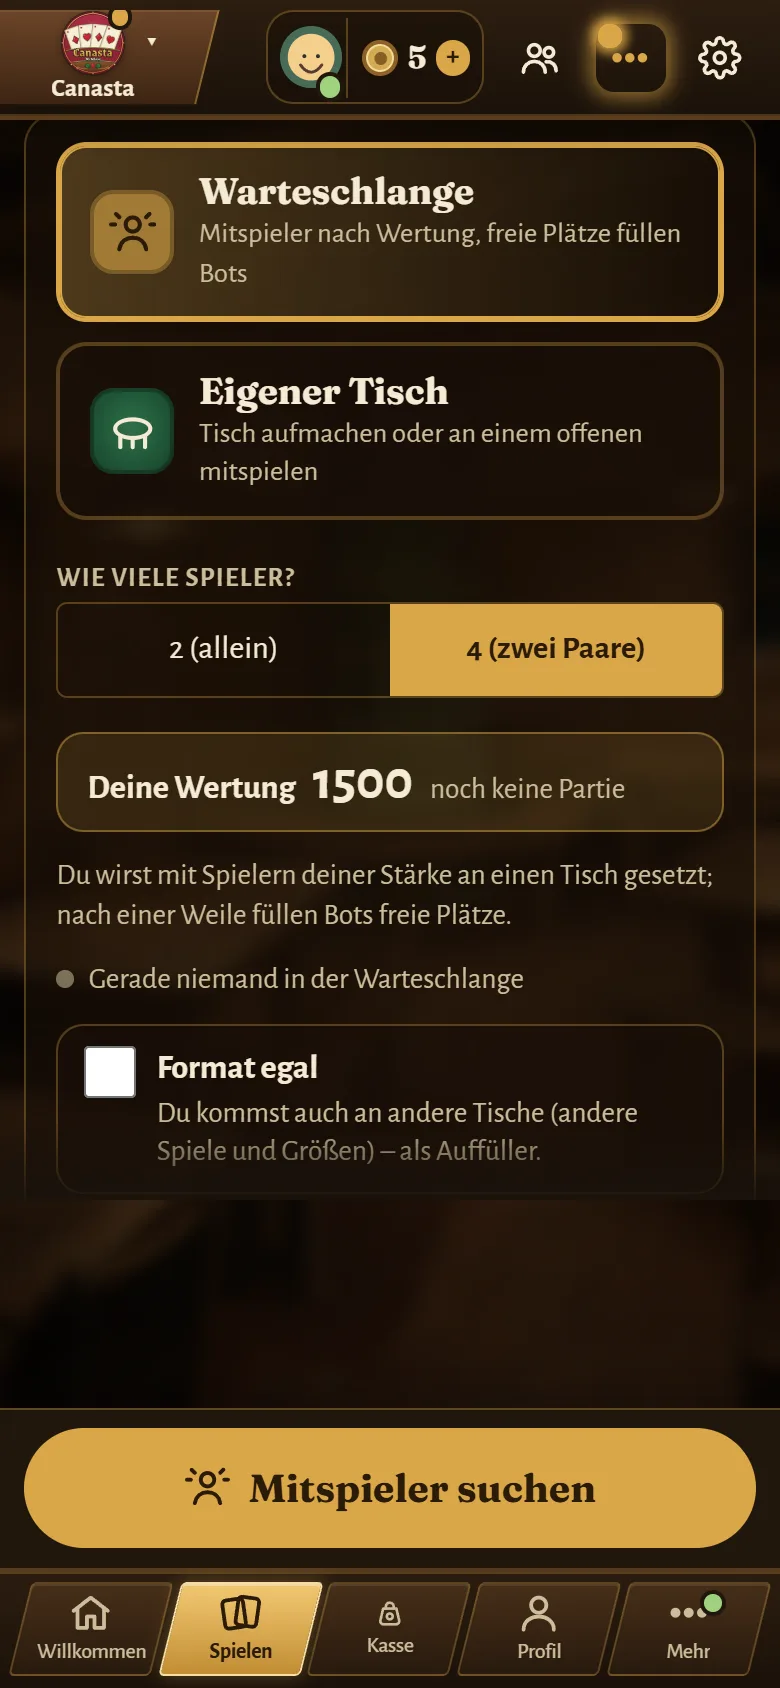 Canasta
Canasta
5 +
Warteschlange
Mitspieler nach Wertung, freie Plätze füllen
Bots
Eigener Tisch
Tisch aufmachen oder an einem offenen
mitspielen
WIE VIELE SPIELER?
2 (allein)
4 (zwei Paare)
Deine Wertung 1500 noch keine Partie
Du wirst mit Spielern deiner Stärke an einen Tisch gesetzt;
nach einer Weile füllen Bots freie Plätze.
Gerade niemand in der Warteschlange
Format egal
Du kommst auch an andere Tische (andere
Spiele und Größen) – als Auffüller.
Mitspieler suchen
Willkommen
Spielen
Kasse
Profil
Mehr